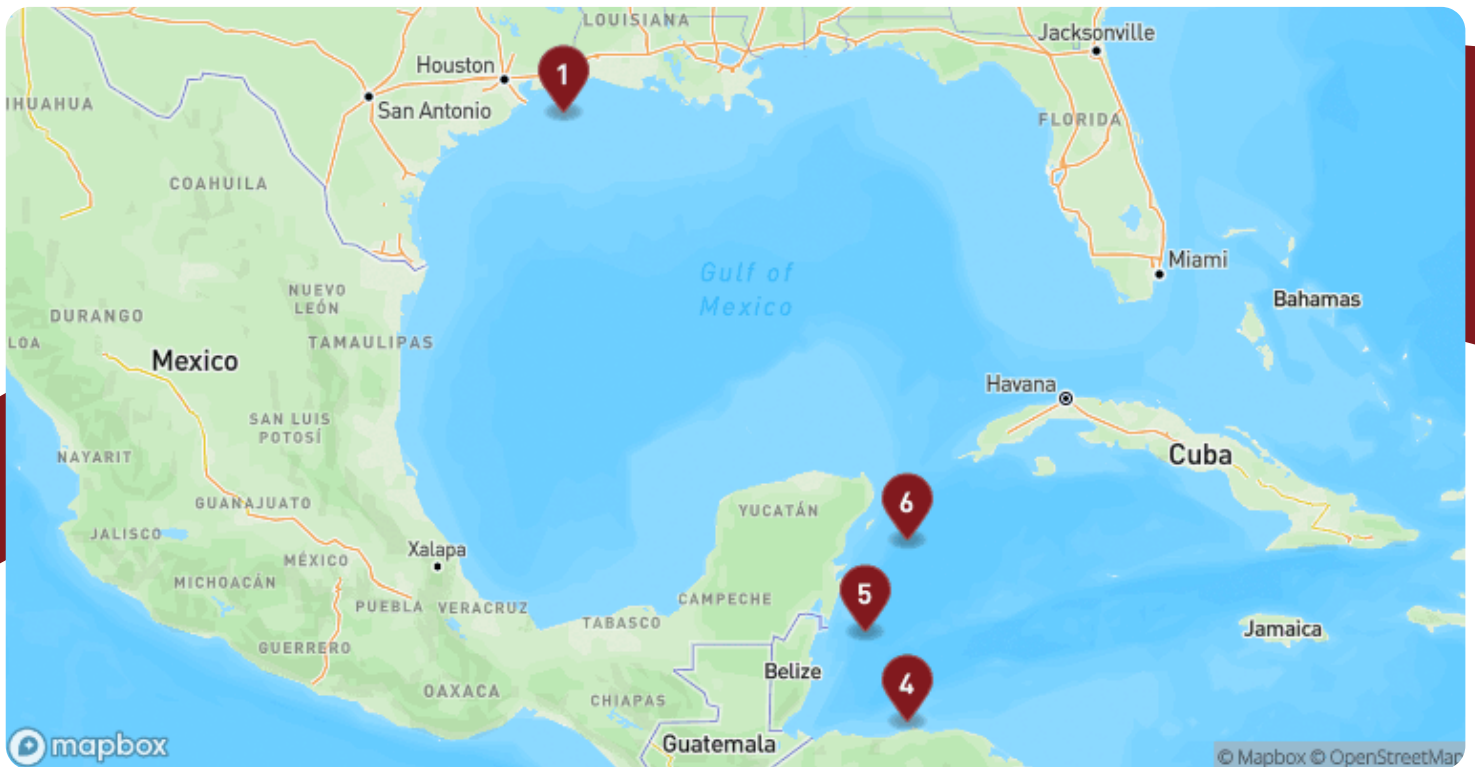 LOUISIANA
Jacksonville
Houston
1
IHUAHUA
San Antonio
FLORIDA
COAHUILA
Gulf of
Mexico
Miami
NUEVO
LEÓN
Bahamas
DURANGO
LOA
TAMAULIPAS
Mexico
Havana
SAN LUIS
POTOSÍ
NAYARIT
Cuba
GUANAJUATO
YUCATÁN
6
JALISCO
Xalapa
MÉXICO
MICHOACÁN
PUEBLA
VERACRUZ
CAMPECHE
5
TABASCO
Jamaica
GUERRERO
Belize
OAXACA
CHIAPAS
4
Guatemala
mapbox
© Mapbox © OpenStreetMap